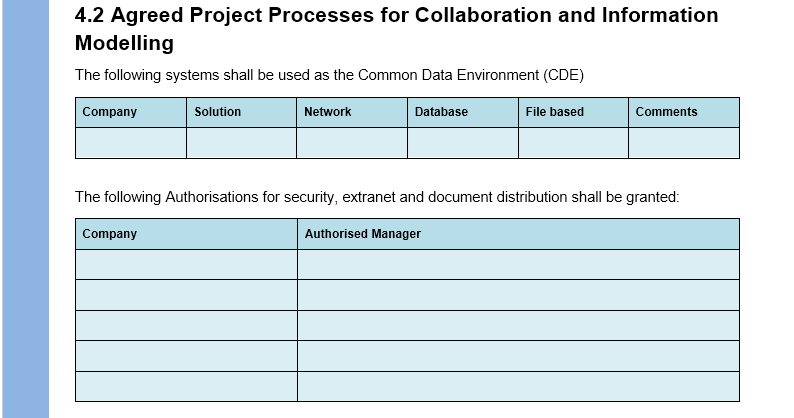 4.2 Agreed Project Processes for Collaboration and Information
Modelling
The following systems shall be used as the Common Data Environment (CDE)
Company Solution Network Database File based Comments
The following Authorisations for security, extranet and document distribution shall be granted:
Company Authorised Manager